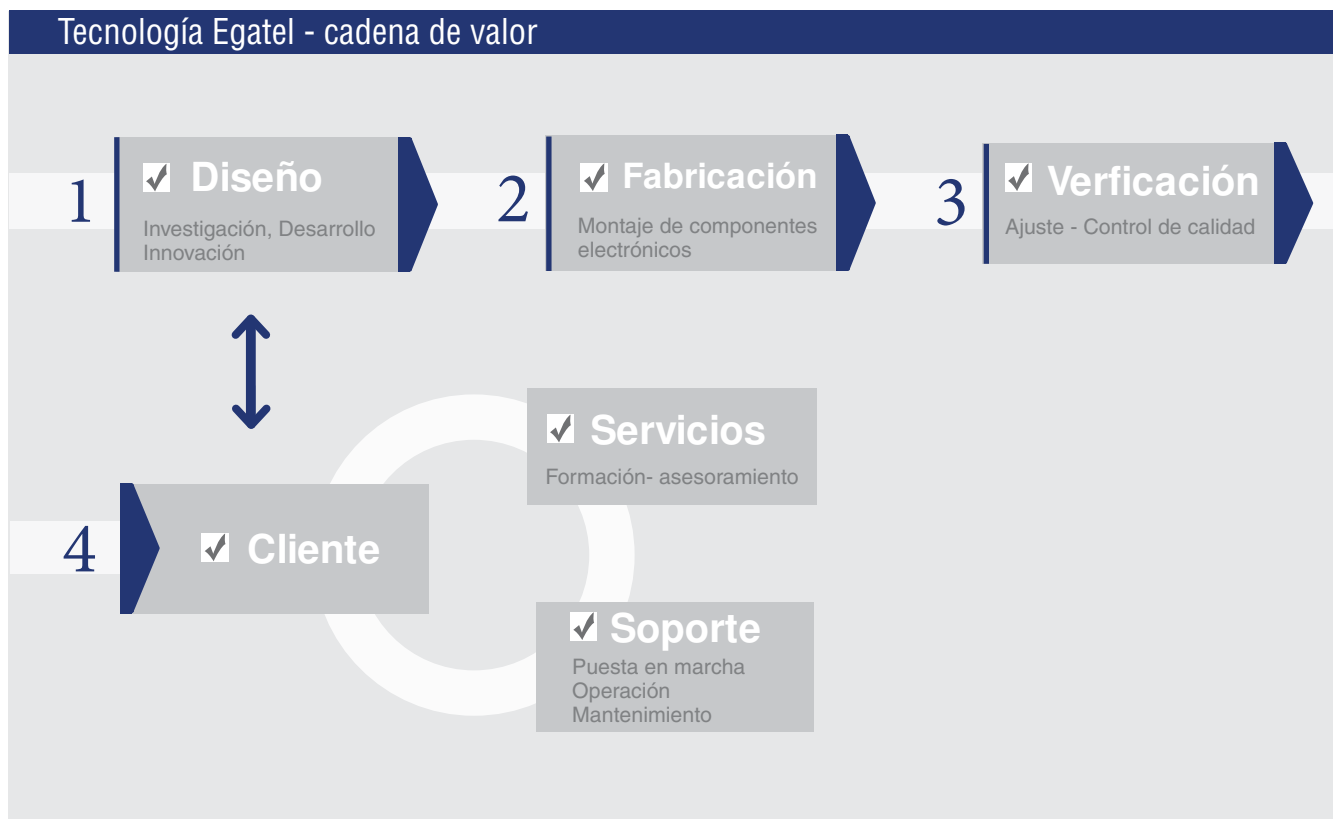 Tecnología Egatel - cadena de valor
1
Diseño
Investigación, Desarrollo
Innovación
2
Fabricación
Montaje de componentes
electrónicos
3
Verficación
Ajuste - Control de calidad
4
Cliente
Servicios
Formación- asesoramiento
Soporte
Puesta en marcha
Operación
Mantenimiento